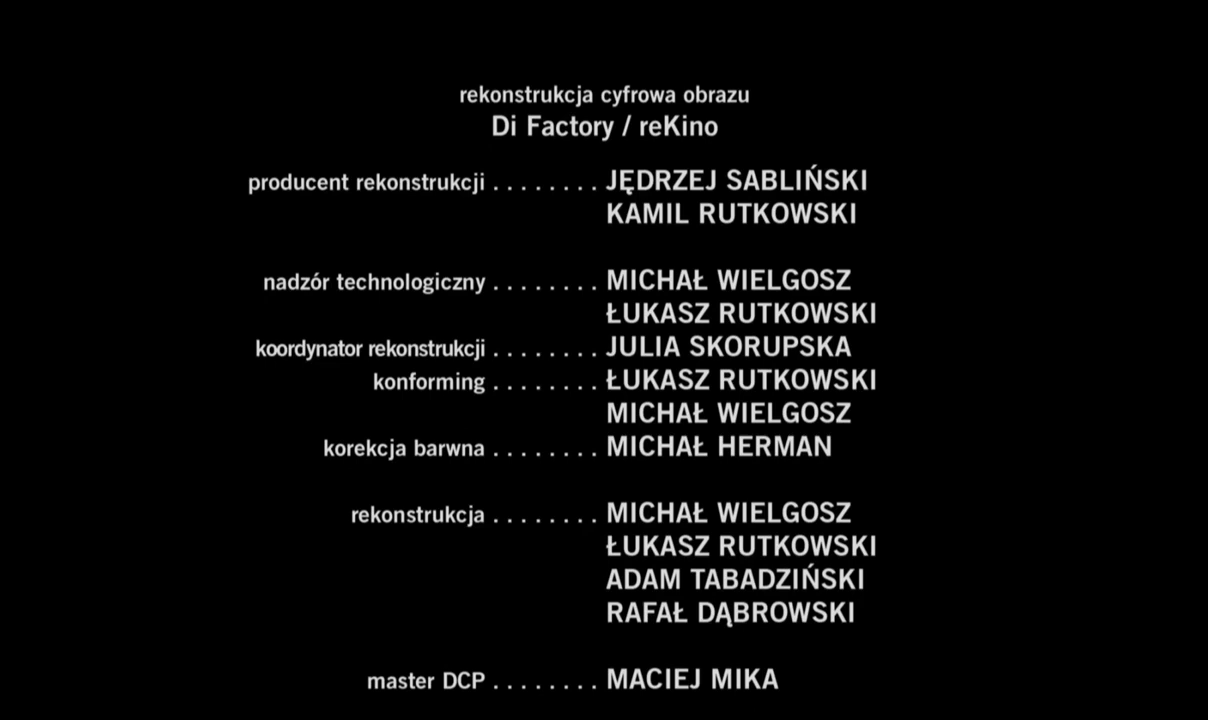 rekonstrukcja cyfrowa obrazu
Di Factory / reKino
producent rekonstrukcji . . . . . . . . JĘDRZEJ SABLIŃSKI
KAMIL RUTKOWSKI
nadzór technologiczny . . . . . . . . MICHAŁ WIELGOSZ
ŁUKASZ RUTKOWSKI
koordynator rekonstrukcji . . . . . . . . JULIA SKORUPSKA
konforming . . . . . . . . ŁUKASZ RUTKOWSKI
MICHAŁ WIELGOSZ
korekcja barwna . . . . . . . . MICHAŁ HERMAN
rekonstrukcja . . . . . . . . MICHAŁ WIELGOSZ
ŁUKASZ RUTKOWSKI
ADAM TABADZIŃSKI
RAFAŁ DĄBROWSKI
master DCP . . . . . . . . MACIEJ MIKA